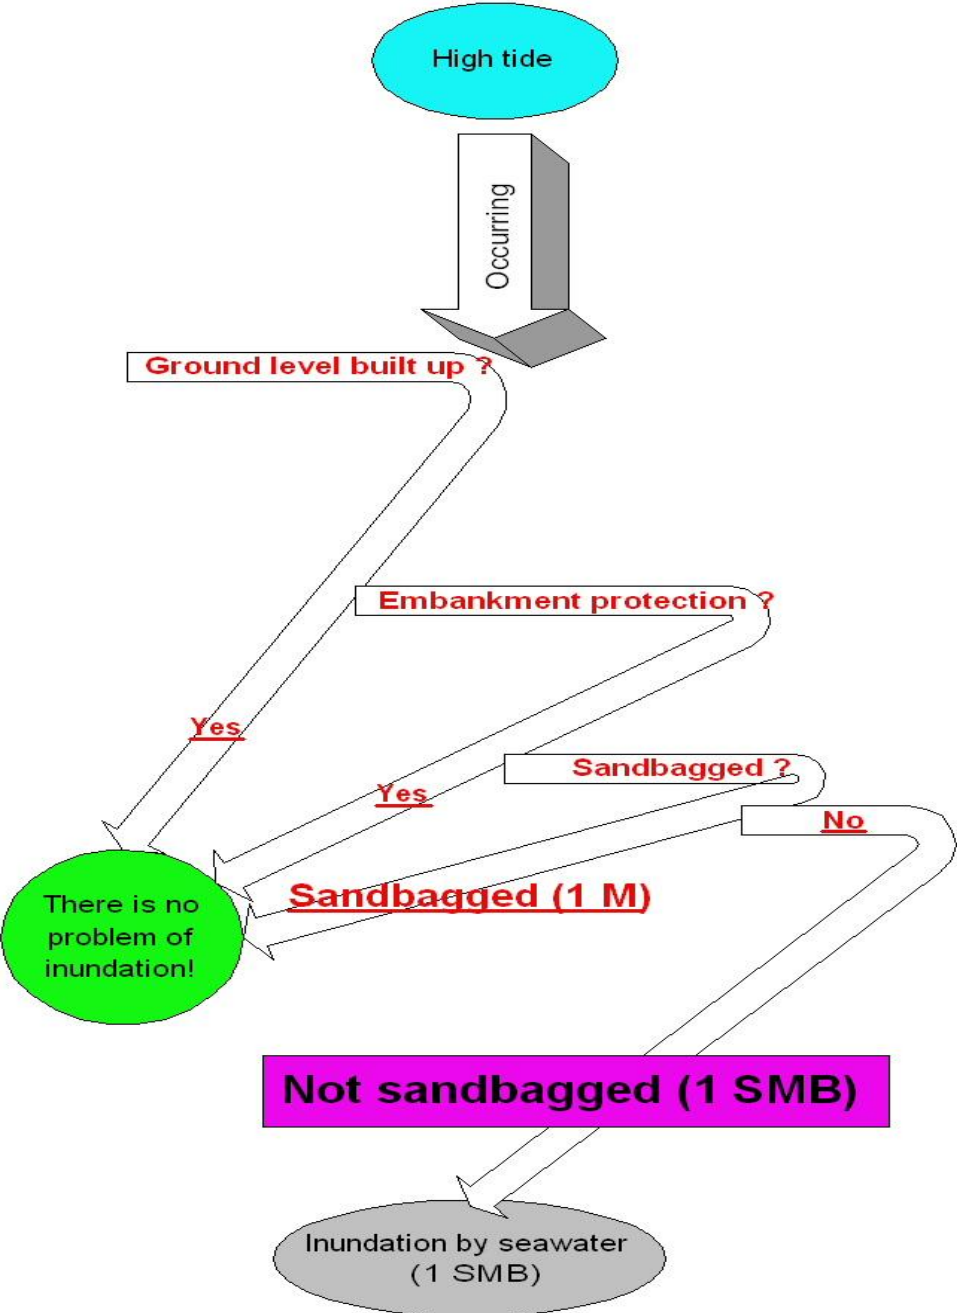 High tide
Occurring
Ground level built up ?
Embankment protection ?
Yes
Sandbagged ?
Yes
No
Sandbagged (1 M)
There is no
problem of
inundation!
Not sandbagged (1 SMB)
Inundation by seawater
(1 SMB)